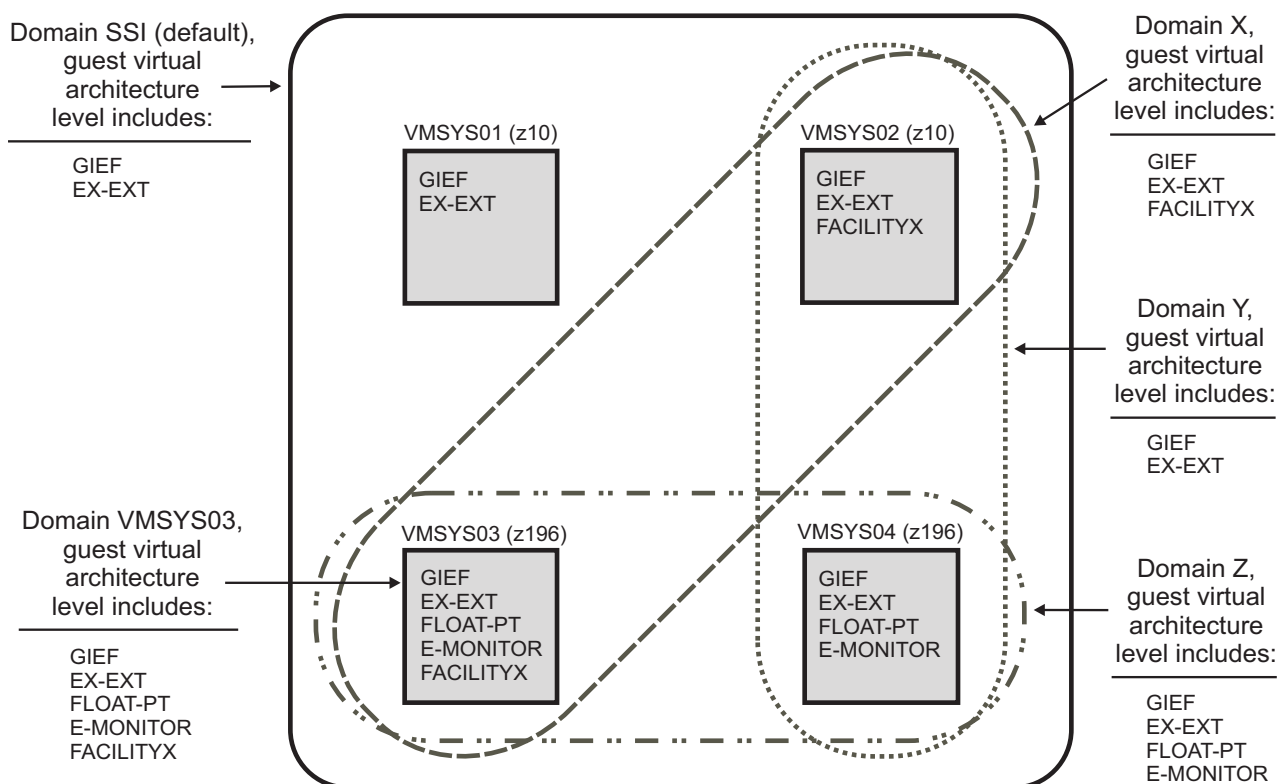 Domain SSI (default),
guest virtual
architecture
level includes:
GIEF
EX-EXT
VMSYS01 (z10)
GIEF
EX-EXT
VMSYS02 (z10)
GIEF
EX-EXT
FACILITYX
Domain X,
guest virtual
architecture
level includes:
GIEF
EX-EXT
FACILITYX
Domain Y,
guest virtual
architecture
level includes:
GIEF
EX-EXT
Domain VMSYS03,
guest virtual
architecture
level includes:
GIEF
EX-EXT
FLOAT-PT
E-MONITOR
FACILITYX
VMSYS03 (z196)
GIEF
EX-EXT
FLOAT-PT
E-MONITOR
FACILITYX
VMSYS04 (z196)
GIEF
EX-EXT
FLOAT-PT
E-MONITOR
Domain Z,
guest virtual
architecture
level includes:
GIEF
EX-EXT
FLOAT-PT
E-MONITOR